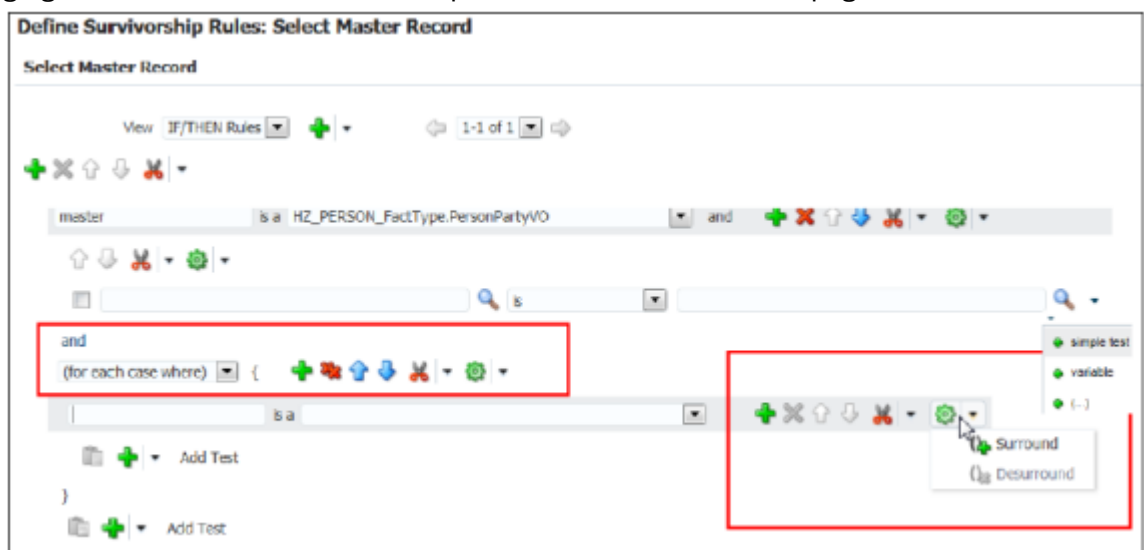 Define Survivorship Rules: Select Master Record
Select Master Record
View IF/THEN Rules 1-1 of 1
master is a HZ_PERSON_FactType.PersonPartyVO and
is
and
simple test
(for each case where) {
variable
is a
{...}
Surround
Add Test
Desurround
}
Add Test